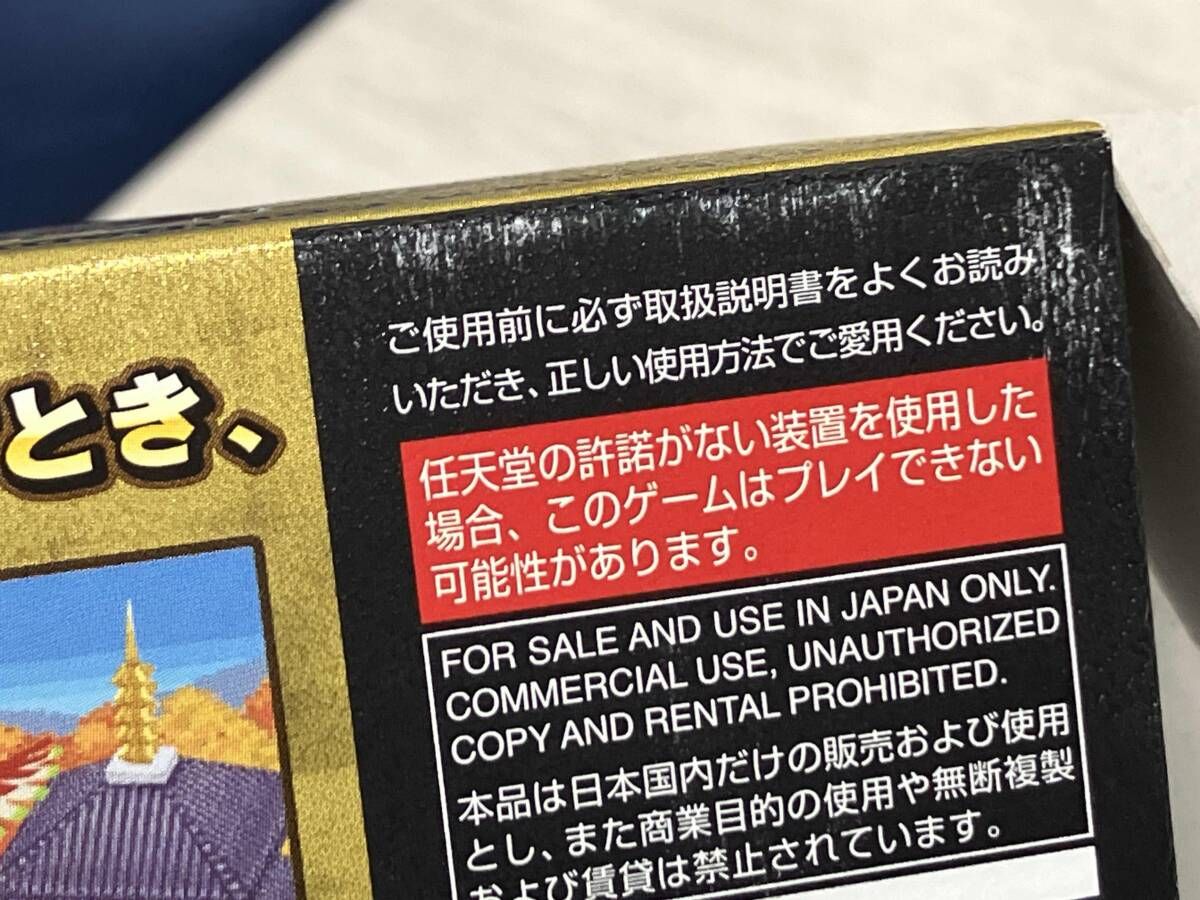 とき、
ご使用前に必ず取扱説明書をよくお読み
いただき、正しい使用方法でご愛用ください。
任天堂の許諾がない装置を使用した
場合、このゲームはプレイできない
可能性があります。
FOR SALE AND USE IN JAPAN ONLY.
COMMERCIAL USE, UNAUTHORIZED
COPY AND RENTAL PROHIBITED.
本品は日本国内だけの販売および使用
とし、また商業目的の使用や無断複製
および賃貸は禁止されています。